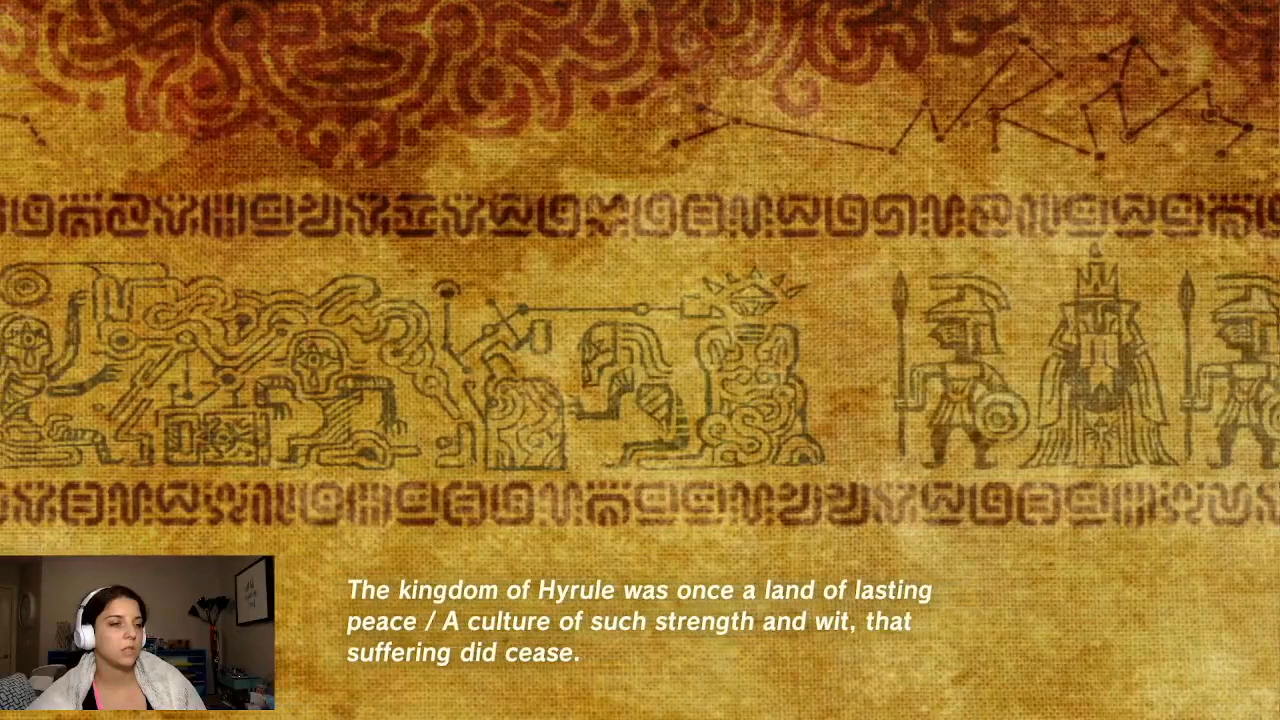 The kingdom of Hyrule was once a land of lasting
peace / A culture of such strength and wit, that
suffering did cease.